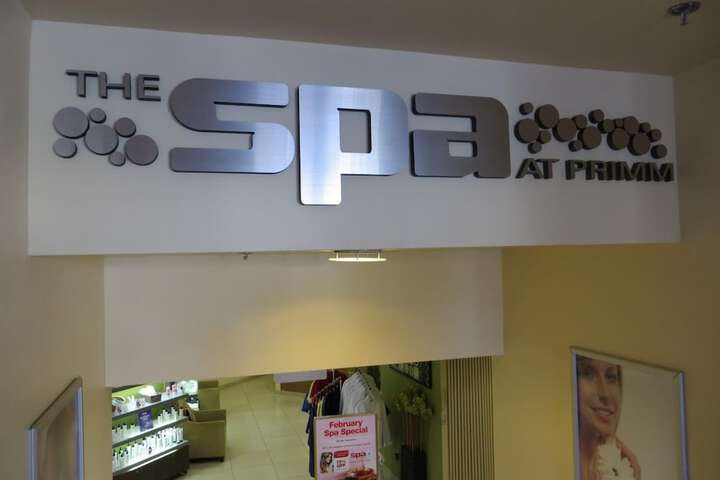 THE spa AT PRIMM
February
Spa Special
spa